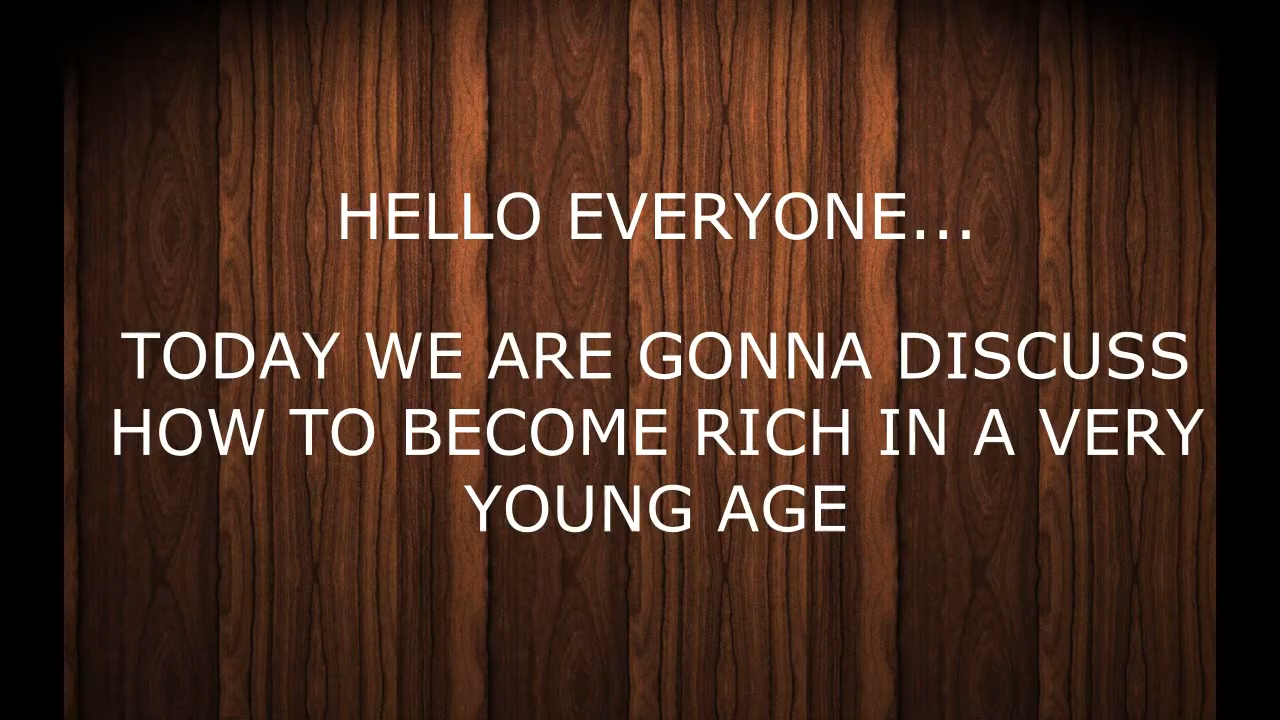 HELLO EVERYONE...
TODAY WE ARE GONNA DISCUSS
HOW TO BECOME RICH IN A VERY
YOUNG AGE